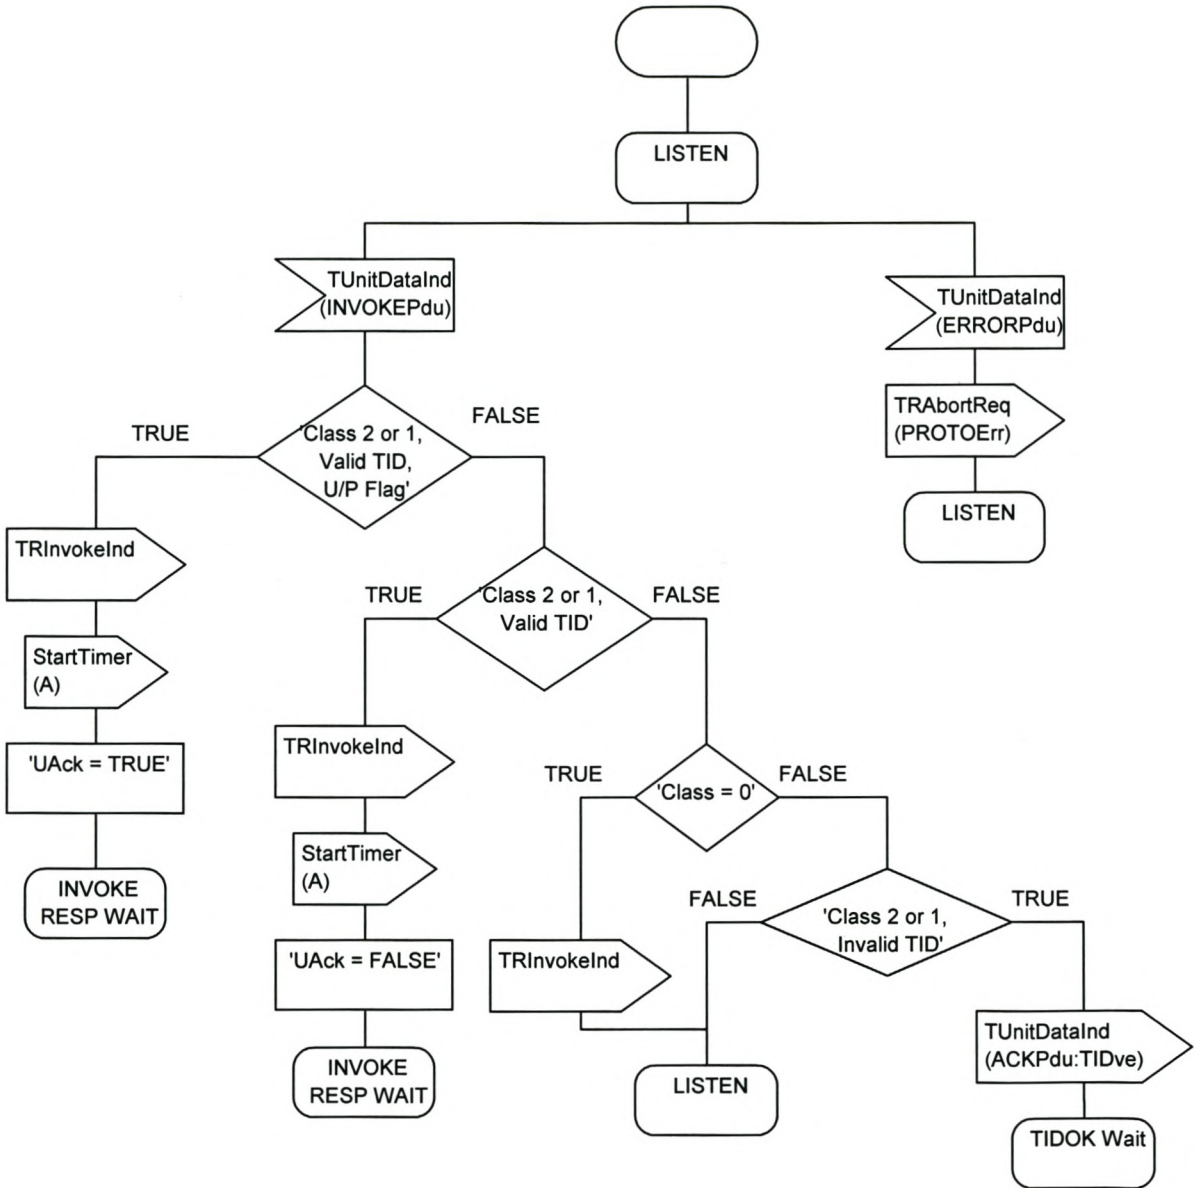 LISTEN
TUnitDataInd
(INVOKEPdu)
TUnitDataInd
(ERRORPdu)
TRAbortReq
(PROTOErr)
LISTEN
TRUE
'Class 2 or 1,
Valid TID,
U/P Flag'
FALSE
TRInvokeInd
StartTimer
(A)
'UAck = TRUE'
INVOKE
RESP WAIT
TRUE
'Class 2 or 1,
Valid TID'
FALSE
TRInvokeInd
StartTimer
(A)
'UAck = FALSE'
INVOKE
RESP WAIT
TRUE
'Class = 0'
FALSE
TRInvokeInd
FALSE
'Class 2 or 1,
Invalid TID'
TRUE
LISTEN
TUnitDataInd
(ACKPdu:TIDve)
TIDOK Wait